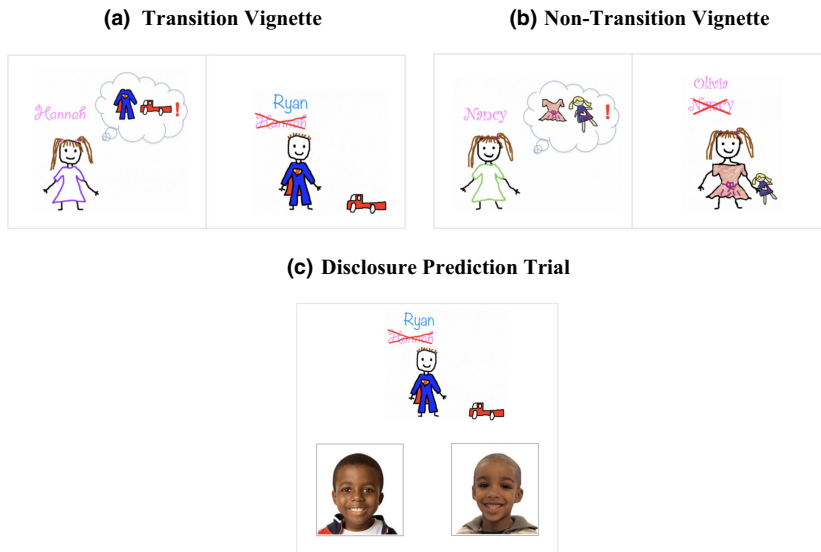 (a) Transition Vignette
(b) Non-Transition Vignette
Hannah
!
Ryan
Hannah
Nancy
!
Olivia
Nancy
(c) Disclosure Prediction Trial
Ryan
Hannah